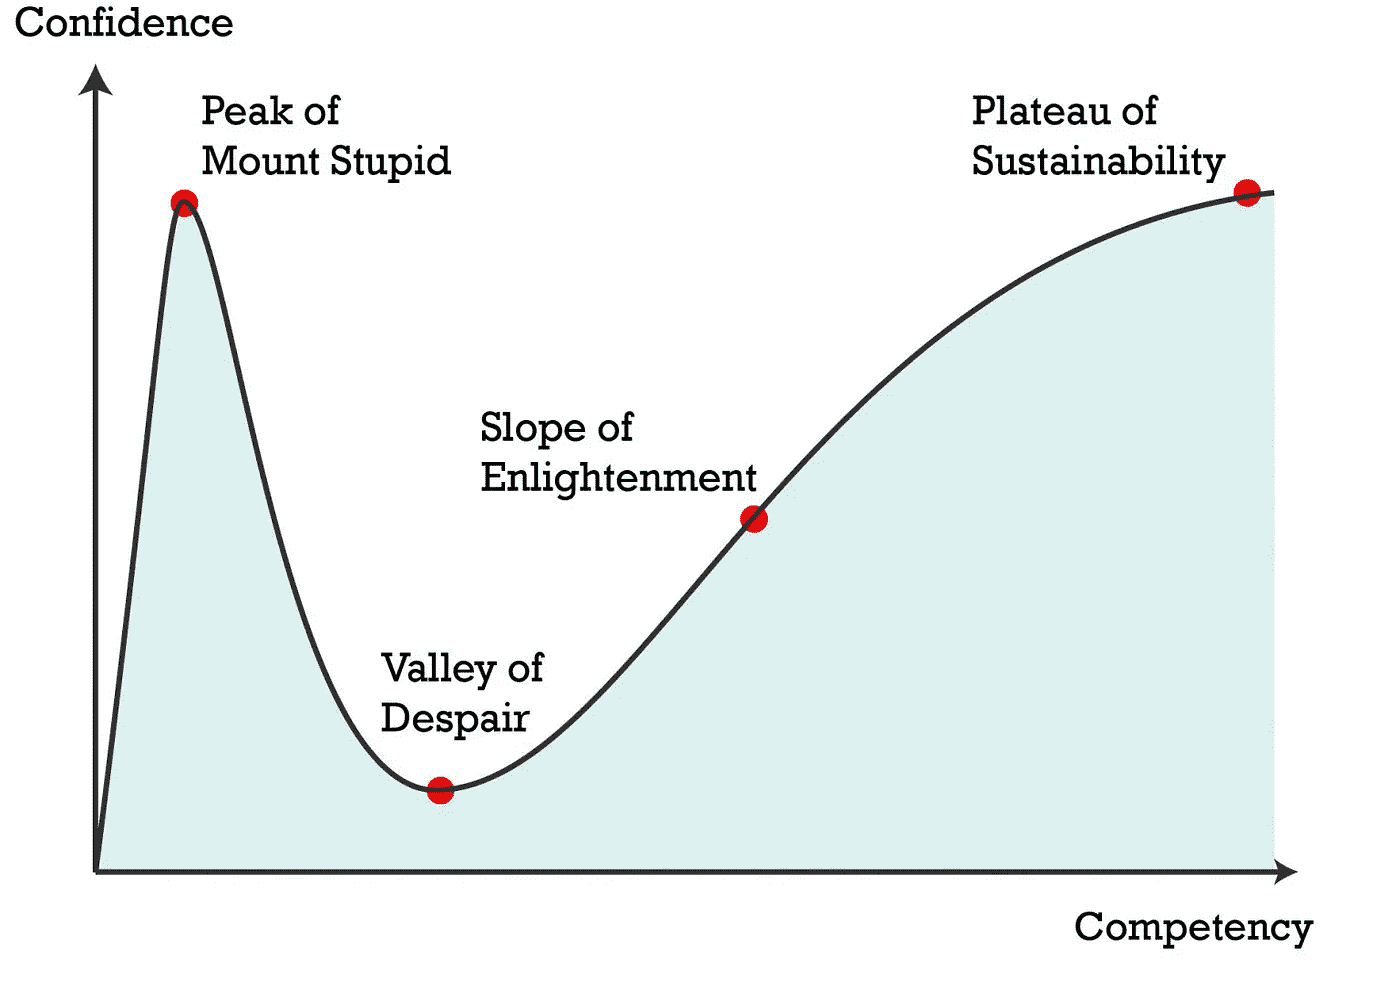 Confidence
Peak of
Mount Stupid
Plateau of
Sustainability
Slope of
Enlightenment
Valley of
Despair
Competency